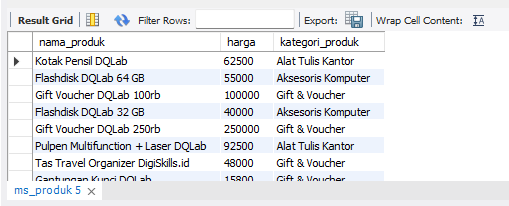 Result Grid Filter Rows: Export: Wrap Cell Content:
nama_produk harga kategori_produk
Kotak Pensil DQLab 62500 Alat Tulis Kantor
Flashdisk DQLab 64 GB 55000 Aksesoris Komputer
Gift Voucher DQLab 100rb 100000 Gift & Voucher
Flashdisk DQLab 32 GB 40000 Aksesoris Komputer
Gift Voucher DQLab 250rb 250000 Gift & Voucher
Pulpen Multifunction + Laser DQLab 92500 Alat Tulis Kantor
Tas Travel Organizer DigiSkills.id 48000 Gift & Voucher
Gantungan Kunci DQLab 15800 Gift & Voucher
ms_produk 5